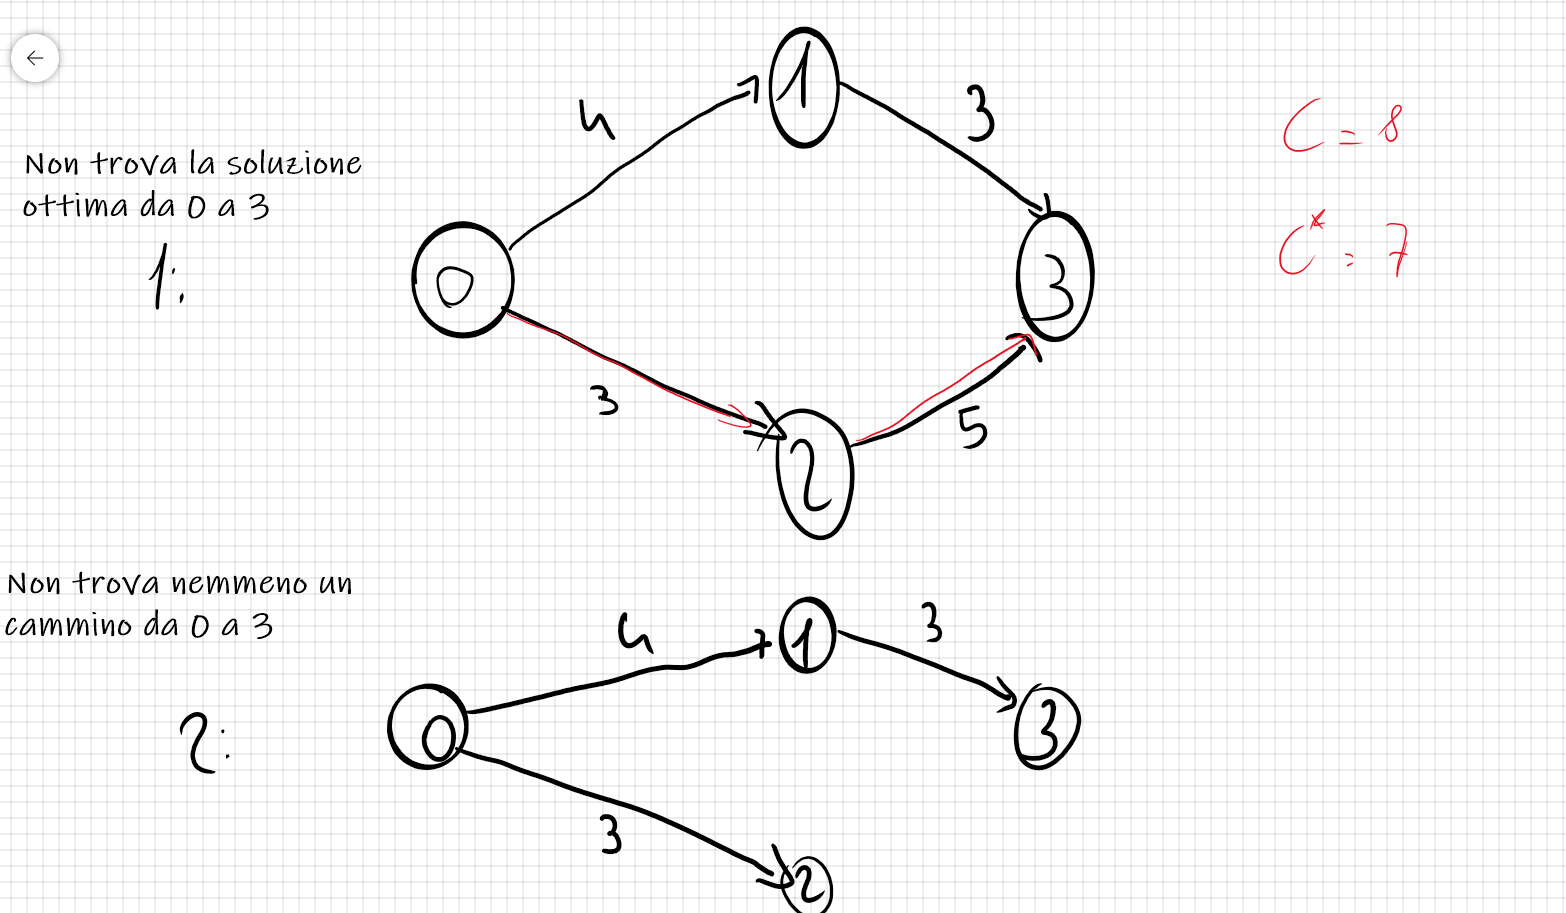 1
4
3
C = 8
Non trova la soluzione
ottima da 0 a 3
C* = 7
1:
0
3
3
5
2
Non trova nemmeno un
cammino da 0 a 3
4
1
3
2:
0
3
3
2